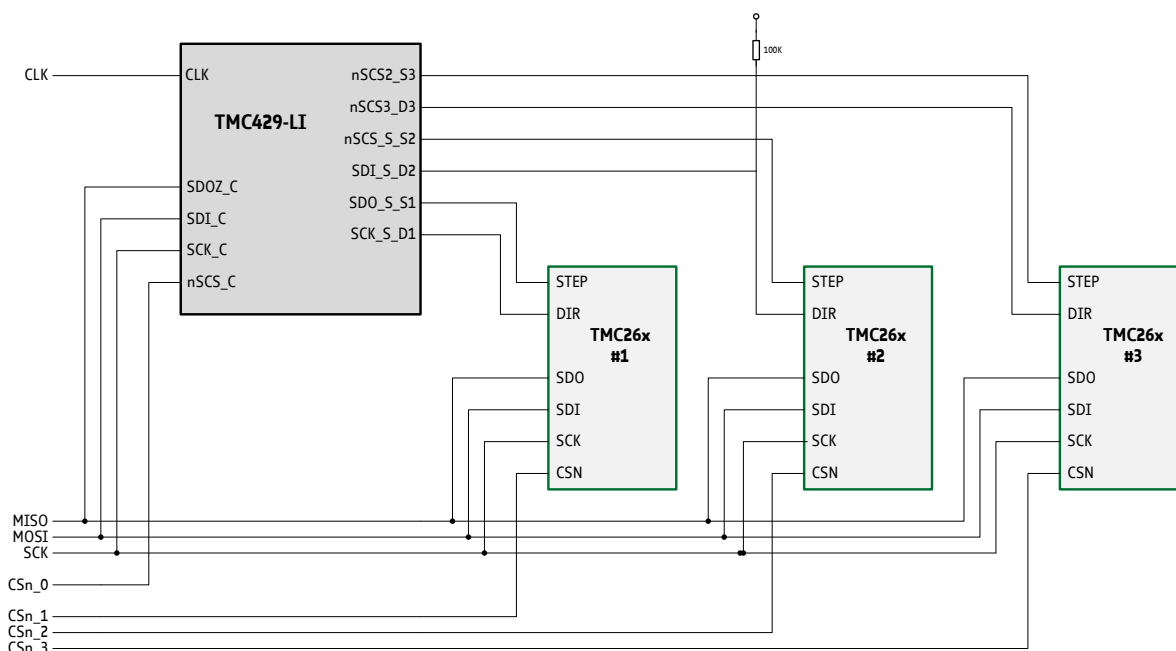 100K
CLK
CLK
nSCS2_S3
nSCS3_D3
TMC429-LI
nSCS_S_S2
SDI_S_D2
SDOZ_C
SDO_S_S1
SDI_C
SCK_S_D1
SCK_C
nSCS_C
STEP
DIR
TMC26x
#1
SDO
SDI
SCK
CSN
STEP
DIR
TMC26x
#2
SDO
SDI
SCK
CSN
STEP
DIR
TMC26x
#3
SDO
SDI
SCK
CSN
MISO
MOSI
SCK
CSn_0
CSn_1
CSn_2
CSn_3